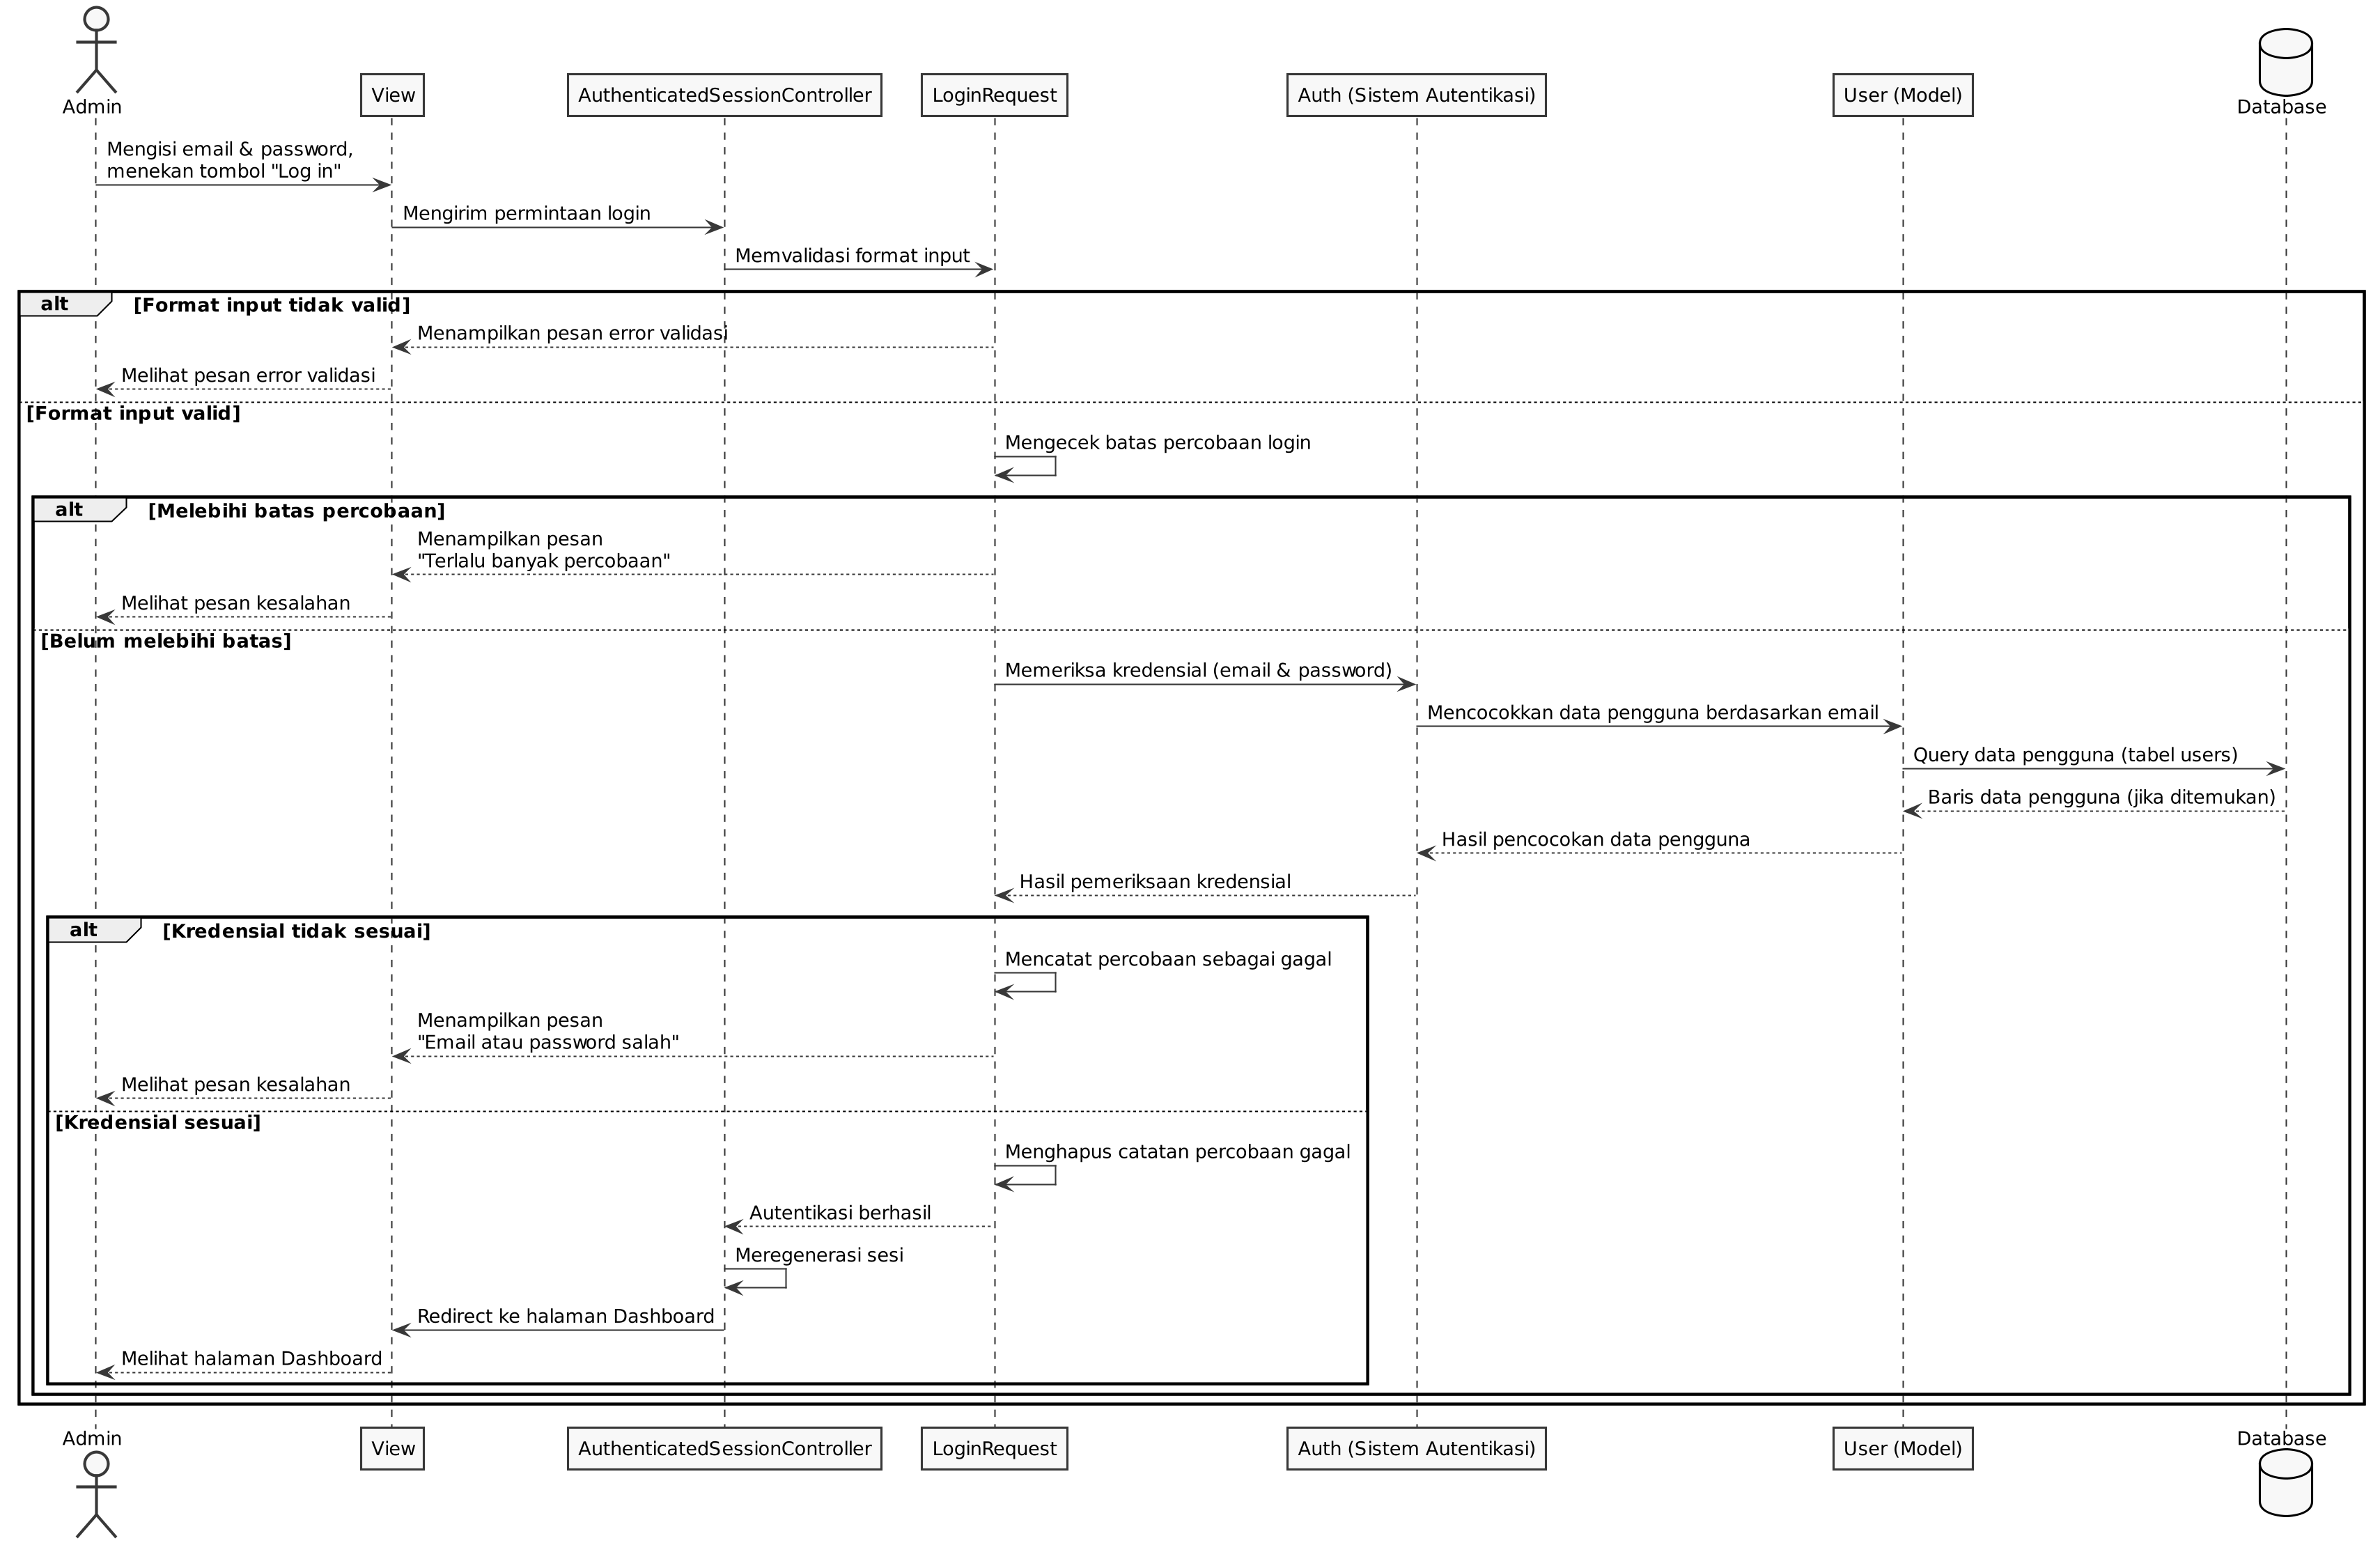 Admin
View
AuthenticatedSessionController
LoginRequest
Auth (Sistem Autentikasi)
User (Model)
Database
Mengisi email & password,
menekan tombol "Log in"
Mengirim permintaan login
Memvalidasi format input
alt
[Format input tidak valid]
Menampilkan pesan error validasi
Melihat pesan error validasi
[Format input valid]
Mengecek batas percobaan login
alt
[Melebihi batas percobaan]
Menampilkan pesan
"Terlalu banyak percobaan"
Melihat pesan kesalahan
[Belum melebihi batas]
Memeriksa kredensial (email & password)
Mencocokkan data pengguna berdasarkan email
Query data pengguna (tabel users)
Baris data pengguna (jika ditemukan)
Hasil pencocokan data pengguna
Hasil pemeriksaan kredensial
alt
[Kredensial tidak sesuai]
Mencatat percobaan sebagai gagal
Menampilkan pesan
"Email atau password salah"
Melihat pesan kesalahan
[Kredensial sesuai]
Menghapus catatan percobaan gagal
Autentikasi berhasil
Meregenerasi sesi
Redirect ke halaman Dashboard
Melihat halaman Dashboard
Admin
View
AuthenticatedSessionController
LoginRequest
Auth (Sistem Autentikasi)
User (Model)
Database